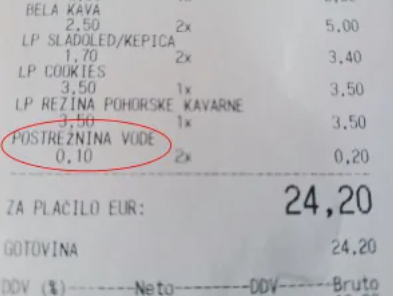 BELA KAVA
2,50 2x 5,00
LP SLADOLED/KEPICA
1,70 2x 3,40
LP COOKIES
3,50 1x 3,50
LP REZINA POHORSKE KAVARNE
3,50 1x 3,50
POSTREŽNINA VODE
0,10 2x 0,20
ZA PLAČILO EUR: 24,20
GOTOVINA 24,20
DDV (%)-------Neto--------DDV------Bruto